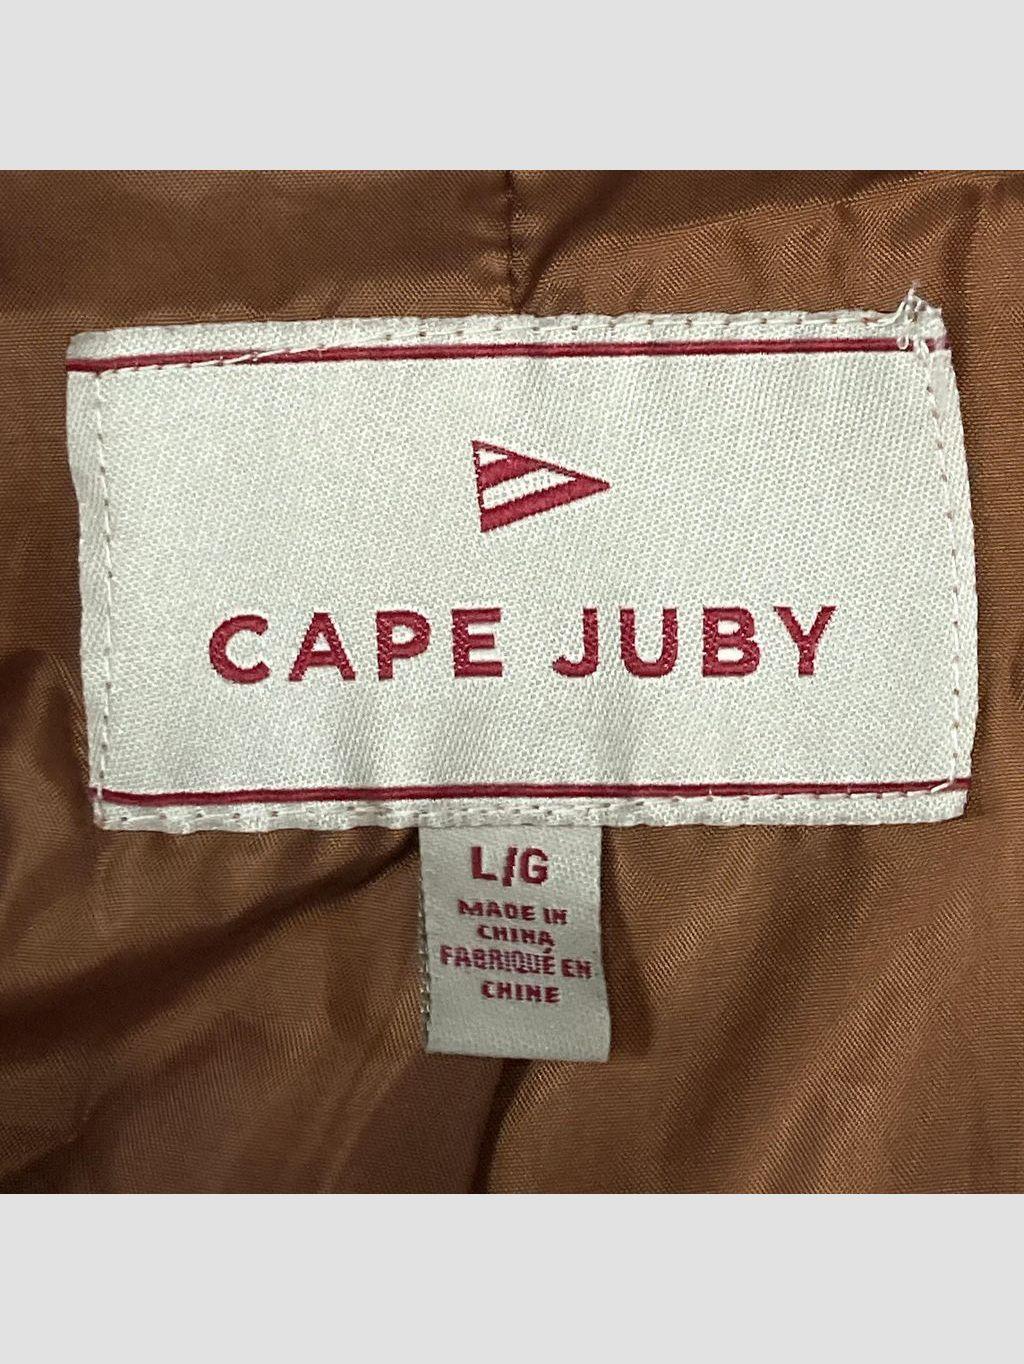 CAPE JUBY
L/G
MADE IN
CHINA
FABRIQUÉ EN
CHINE